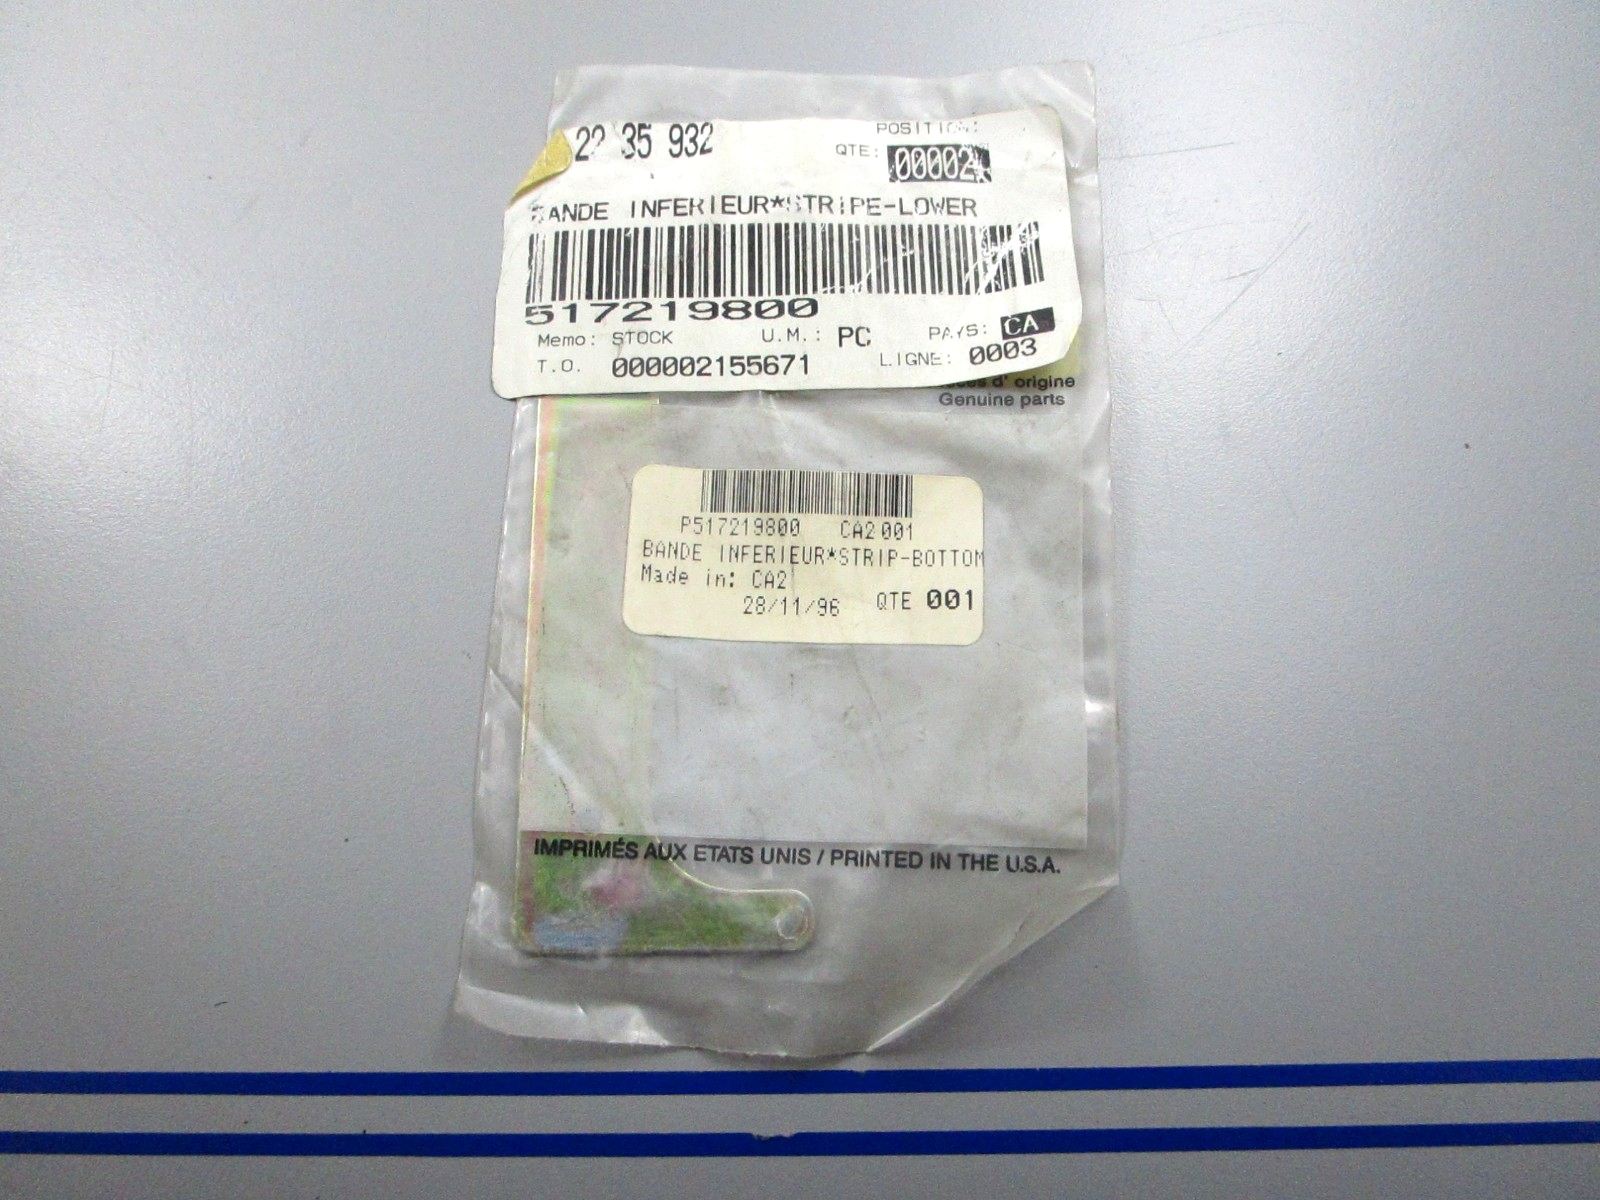 22 35 932
POSITION:
QTE: 00002
BANDE INFERIEUR*STRIPE-LOWER
517219800
Memo: STOCK U.M.: PC PAYS: CA
T.O. 000002155671 LIGNE: 0003
d' origine
Genuine parts
P517219800 CA2 001
BANDE INFERIEUR*STRIP-BOTTOM
Made in: CA2
28/11/96 QTE 001
IMPRIMÉS AUX ETATS UNIS / PRINTED IN THE U.S.A.